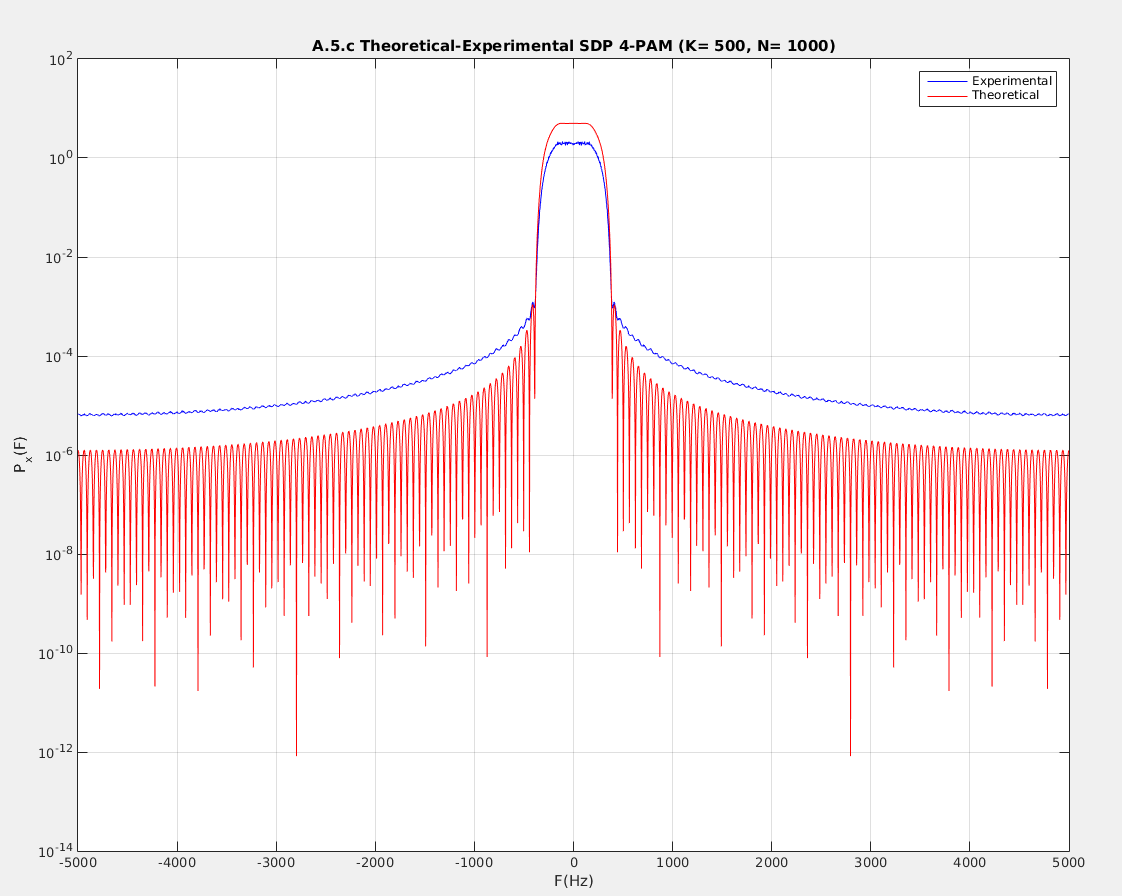 A.5.c Theoretical-Experimental SDP 4-PAM (K= 500, N= 1000)
Experimental
Theoretical
10^2
10^0
10^-2
10^-4
10^-6
10^-8
10^-10
10^-12
10^-14
P_x(F)
-5000 -4000 -3000 -2000 -1000 0 1000 2000 3000 4000 5000
F(Hz)